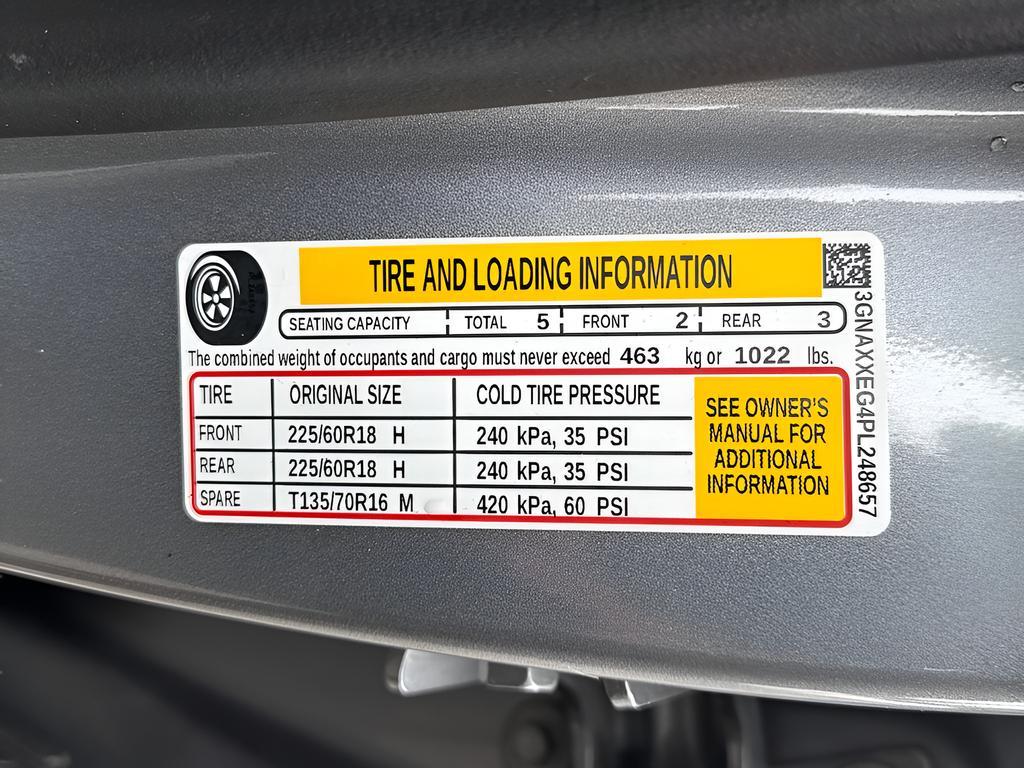 TIRE AND LOADING INFORMATION
SEATING CAPACITY TOTAL 5 FRONT 2 REAR 3
The combined weight of occupants and cargo must never exceed 463 kg or 1022 lbs.
TIRE ORIGINAL SIZE COLD TIRE PRESSURE
FRONT 225/60R18 H 240 kPa, 35 PSI
REAR 225/60R18 H 240 kPa, 35 PSI
SPARE T135/70R16 M 420 kPa, 60 PSI
SEE OWNER'S
MANUAL FOR
ADDITIONAL
INFORMATION
3GNAXXEG4PL248657